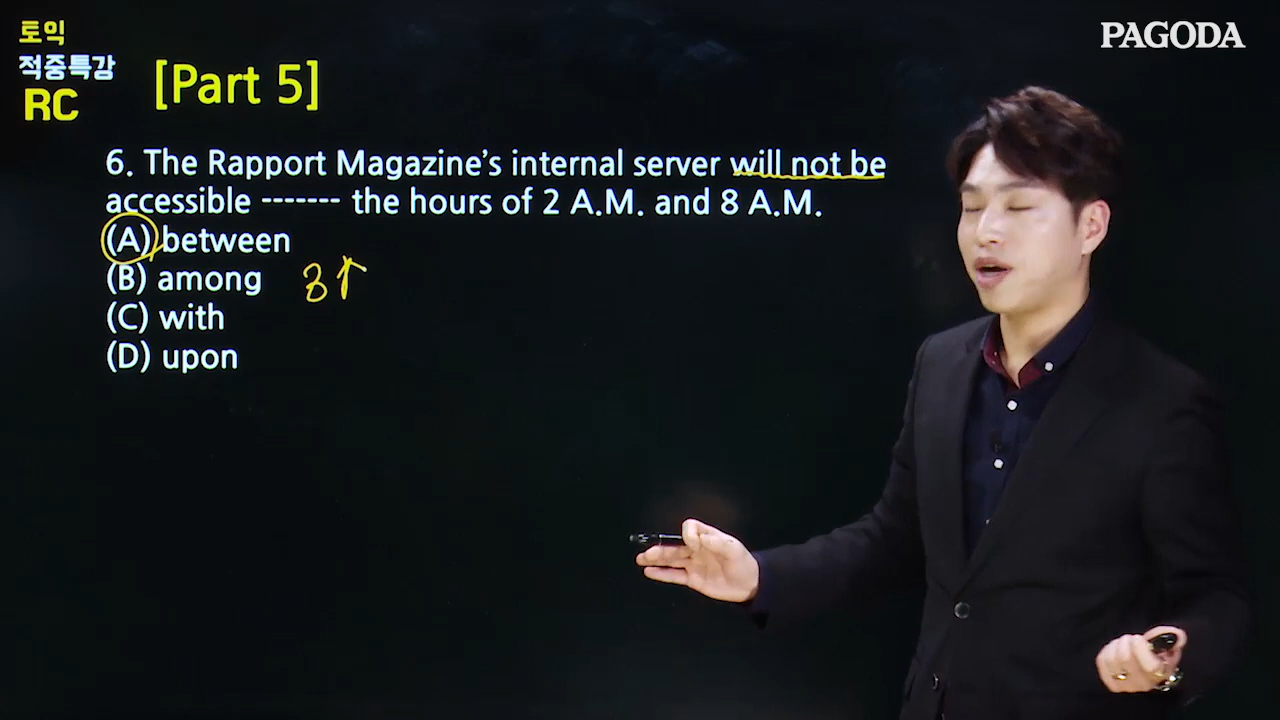 토익
적중특강
RC
PAGODA
[Part 5]
6. The Rapport Magazine’s internal server will not be
accessible ------- the hours of 2 A.M. and 8 A.M.
(A) between
(B) among 3↑
(C) with
(D) upon